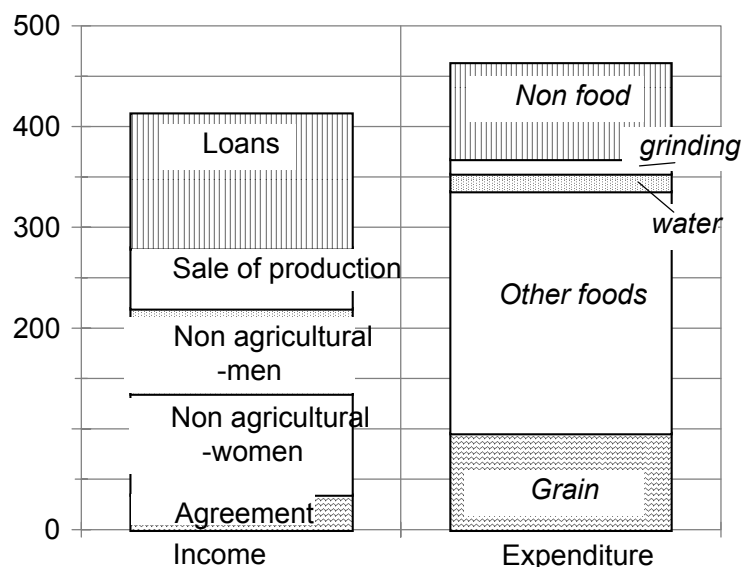 500
400
300
200
100
0
Loans
Sale of production
Non agricultural
-men
Non agricultural
-women
Agreement
Income
Non food
grinding
water
Other foods
Grain
Expenditure